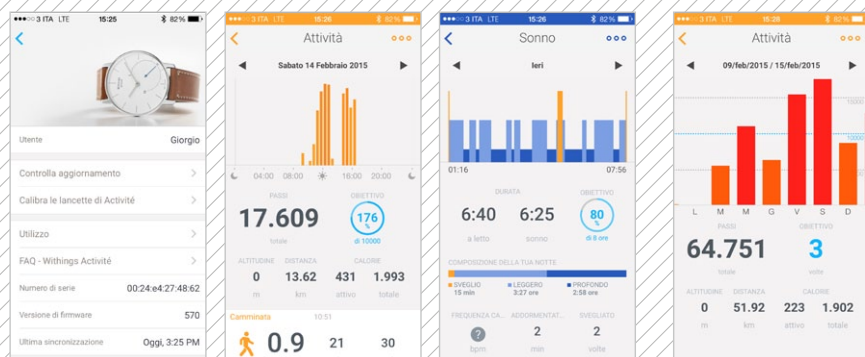 3 ITA LTE 15:25 82%
Utente Giorgio
Controlla aggiornamento
Calibra le lancette di Activité
Utilizzo
FAQ - Withings Activité
Numero di serie 00:24:e4:27:48:62
Versione di firmware 570
Ultima sincronizzazione Oggi, 3:25 PM
3 ITA LTE 15:26 82%
Attività
Sabato 14 Febbraio 2015
04:00 08:00 16:00 20:00
PASSI OBIETTIVO
17.609 176 %
totale di 10000
ALTITUDINE DISTANZA CALORIE
0 13.62 431 1.993
m km attivo totale
Camminata 10:51
0.9 21 30
3 ITA LTE 15:26 82%
Sonno
Ieri
01:16 07:56
DURATA OBIETTIVO
6:40 6:25 80 %
a letto sonno di 8 ore
COMPOSIZIONE DELLA TUA NOTTE
SVEGLIO LEGGERO PROFONDO
15 min 3:27 ore 2:58 ore
FREQUENZA CA... ADDORMENTAT... SVEGLIATO
? 2 2
bpm min volte
3 ITA LTE 15:28 82%
Attività
09/feb/2015 / 15/feb/2015
15000
10000
L M M G V S D
PASSI OBIETTIVO
64.751 3
totale volte
ALTITUDINE DISTANZA CALORIE
0 51.92 223 1.902
m km attivo totale